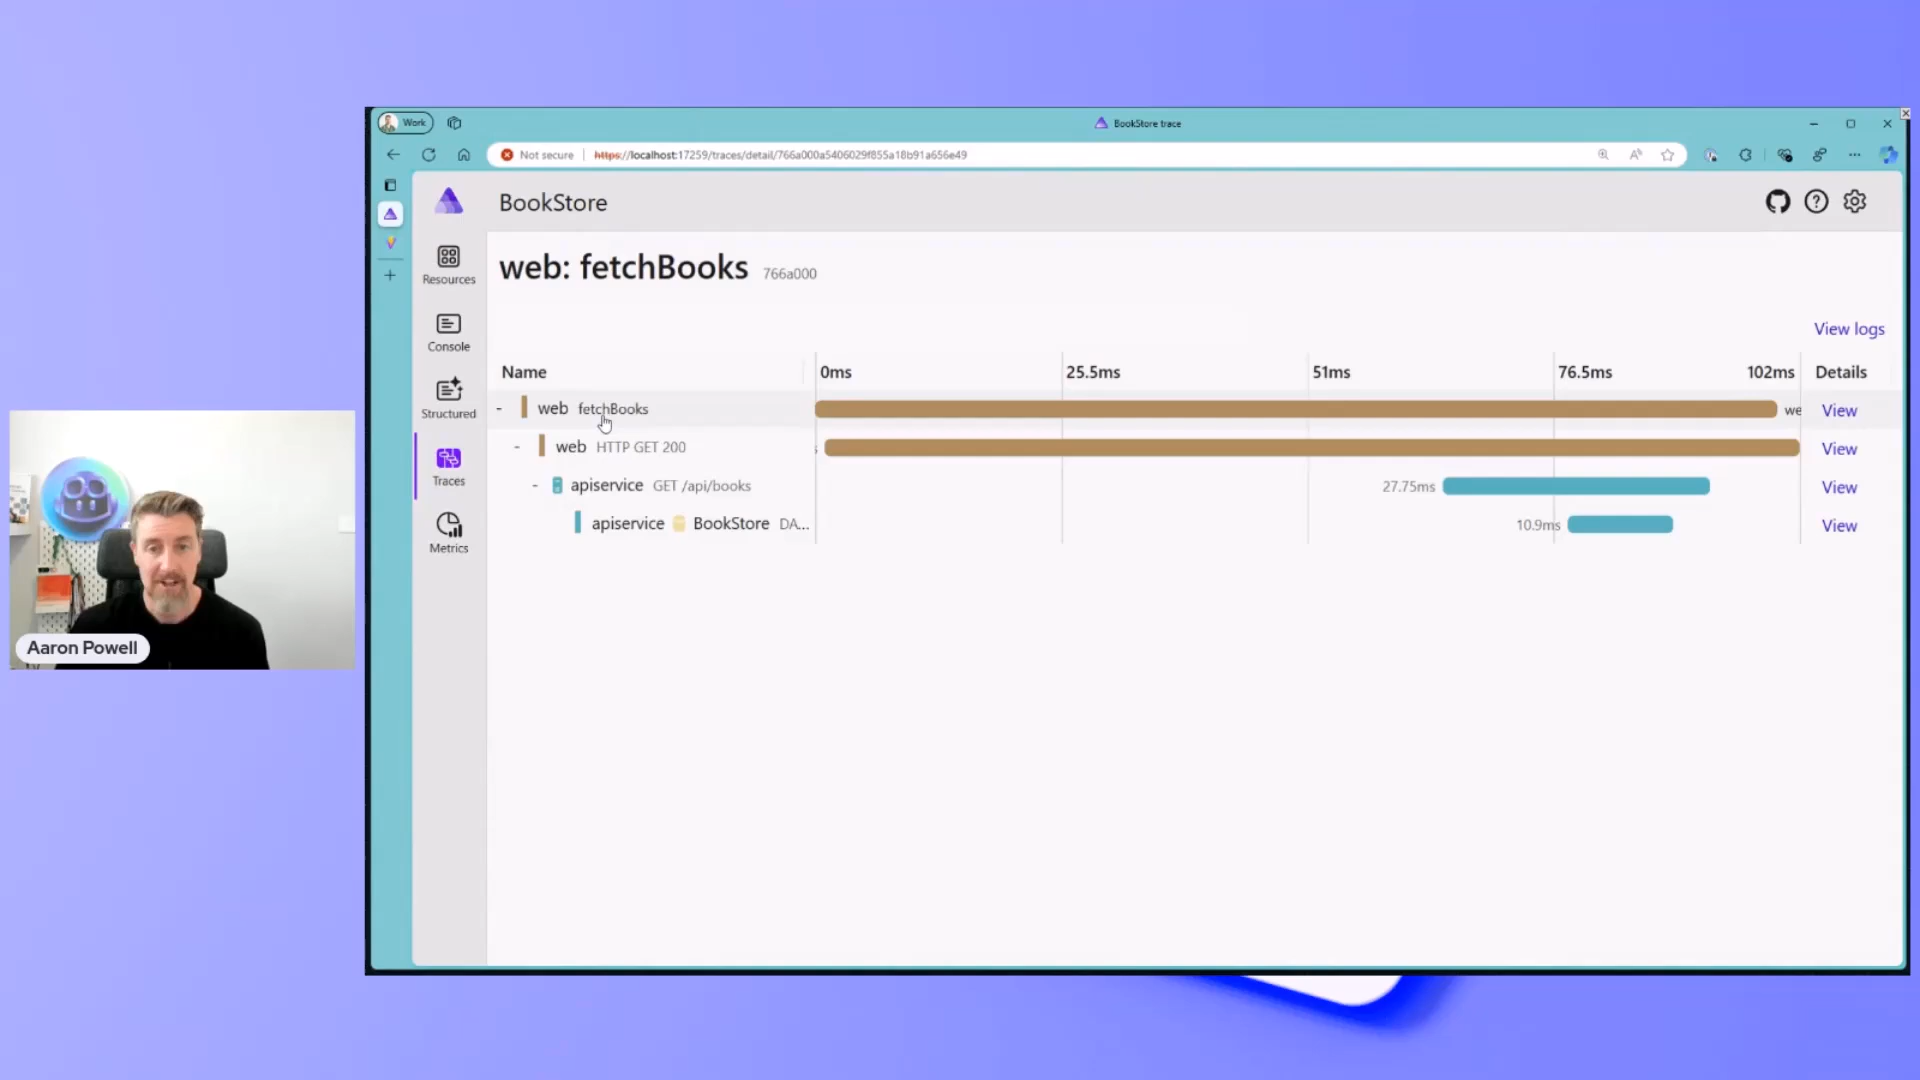 Work
BookStore trace
Not secure
https://localhost:17259/traces/detail/766a000a5406029f855a18b91a656e49
BookStore
Resources
Console
Structured
Traces
Metrics
web: fetchBooks 766a000
View logs
Name 0ms 25.5ms 51ms 76.5ms 102ms Details
- web fetchBooks we View
- web HTTP GET 200 View
- apiservice GET /api/books 27.75ms View
apiservice BookStore DA... 10.9ms View
Aaron Powell